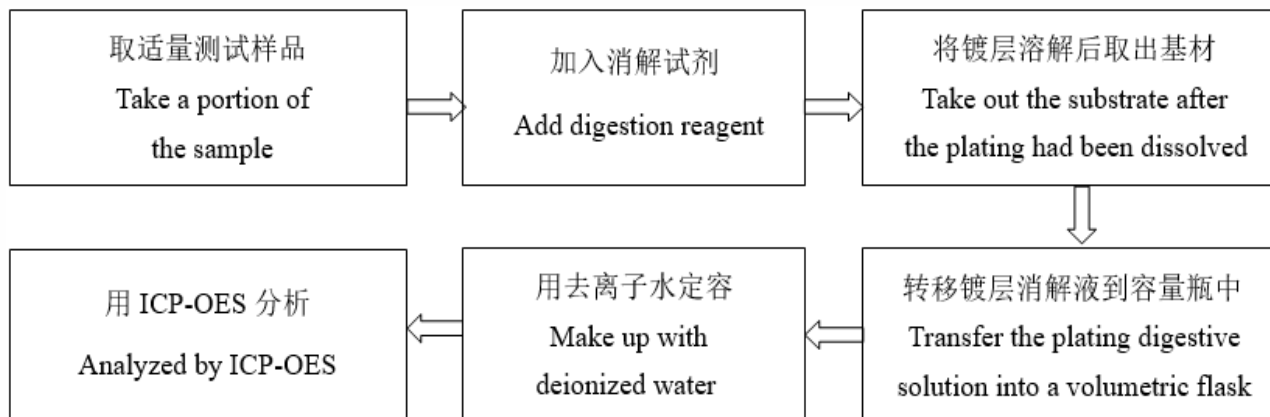 取适量测试样品
Take a portion of
the sample
加入消解试剂
Add digestion reagent
将镀层溶解后取出基材
Take out the substrate after
the plating had been dissolved
转移镀层消解液到容量瓶中
Transfer the plating digestive
solution into a volumetric flask
用去离子水定容
Make up with
deionized water
用 ICP-OES 分析
Analyzed by ICP-OES